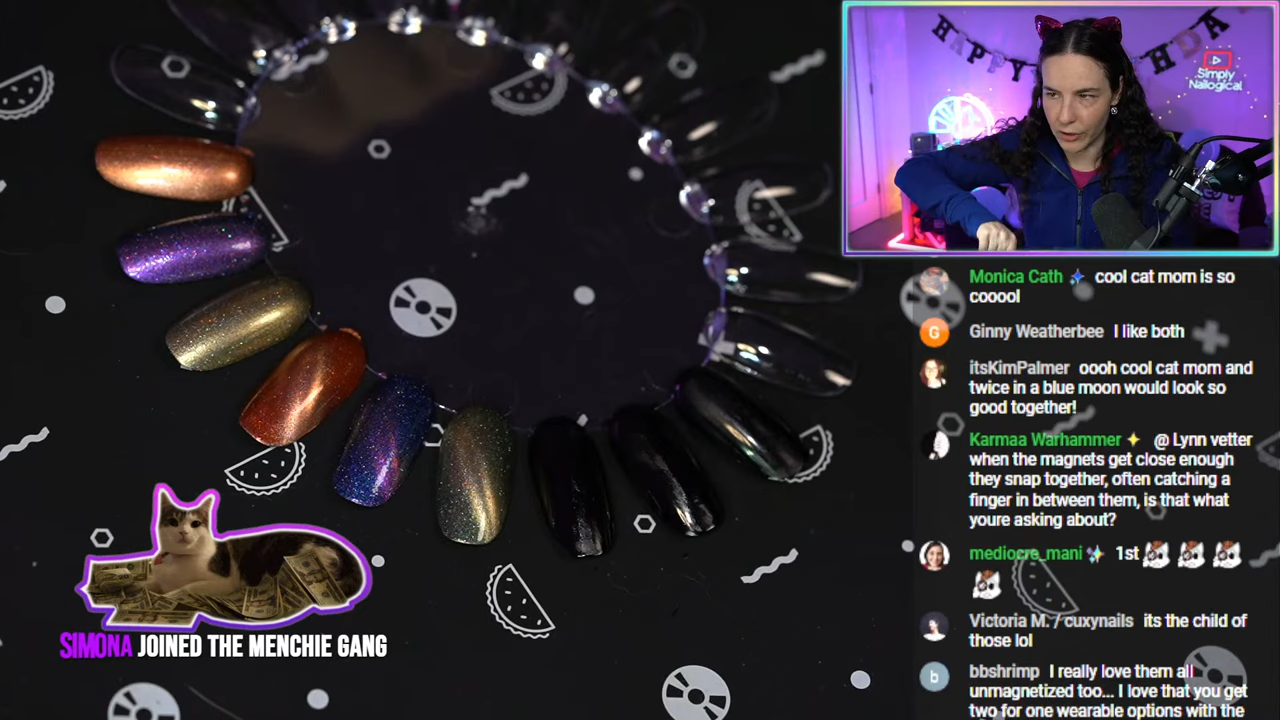 HAPPY
HDA
Simply
Nailogical
Monica Cath cool cat mom is so
cooool
G Ginny Weatherbee I like both
itsKimPalmer oooh cool cat mom and
twice in a blue moon would look so
good together!
Karmaa Warhammer @ Lynn vetter
when the magnets get close enough
they snap together, often catching a
finger in between them, is that what
youre asking about?
mediocre_mani 1st
Victoria M. / cuxynails its the child of
those lol
b bbshrimp I really love them all
unmagnetized too... I love that you get
two for one wearable options with the
SIMONA JOINED THE MENCHIE GANG